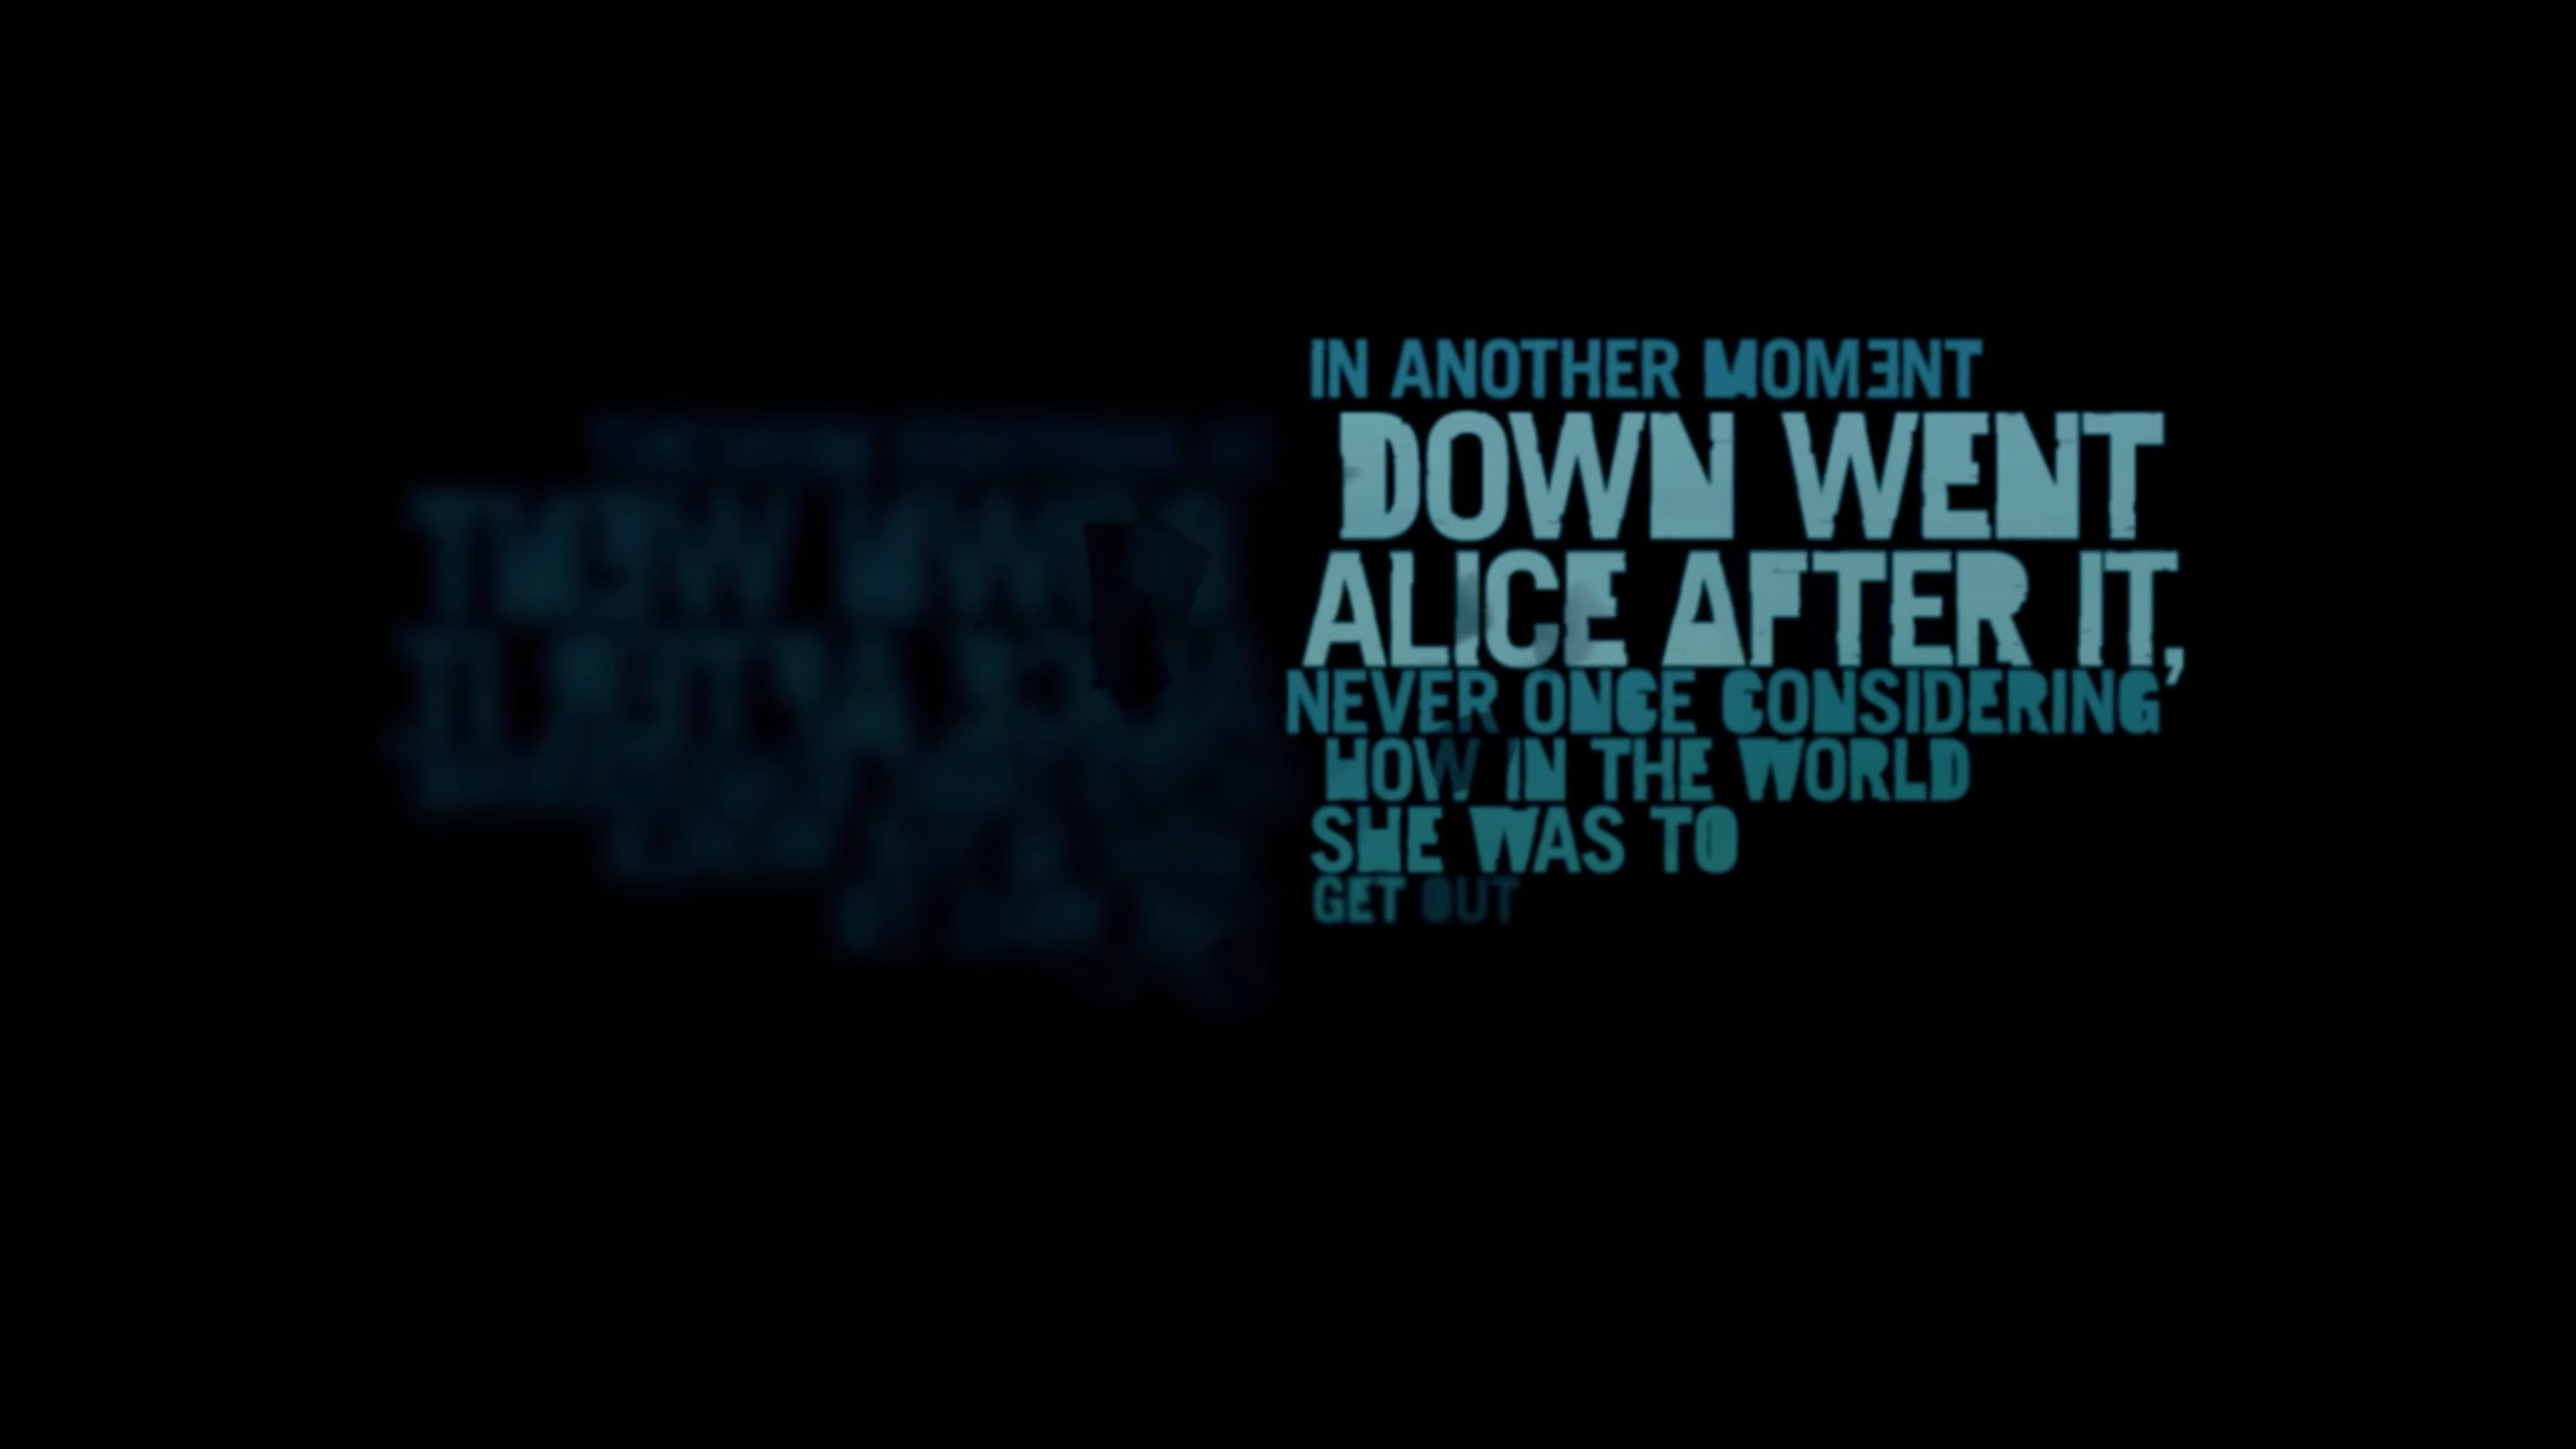 IN ANOTHER MOMENT
DOWN WENT
ALICE AFTER IT,
NEVER ONCE CONSIDERING
HOW IN THE WORLD
SHE WAS TO
GET OUT